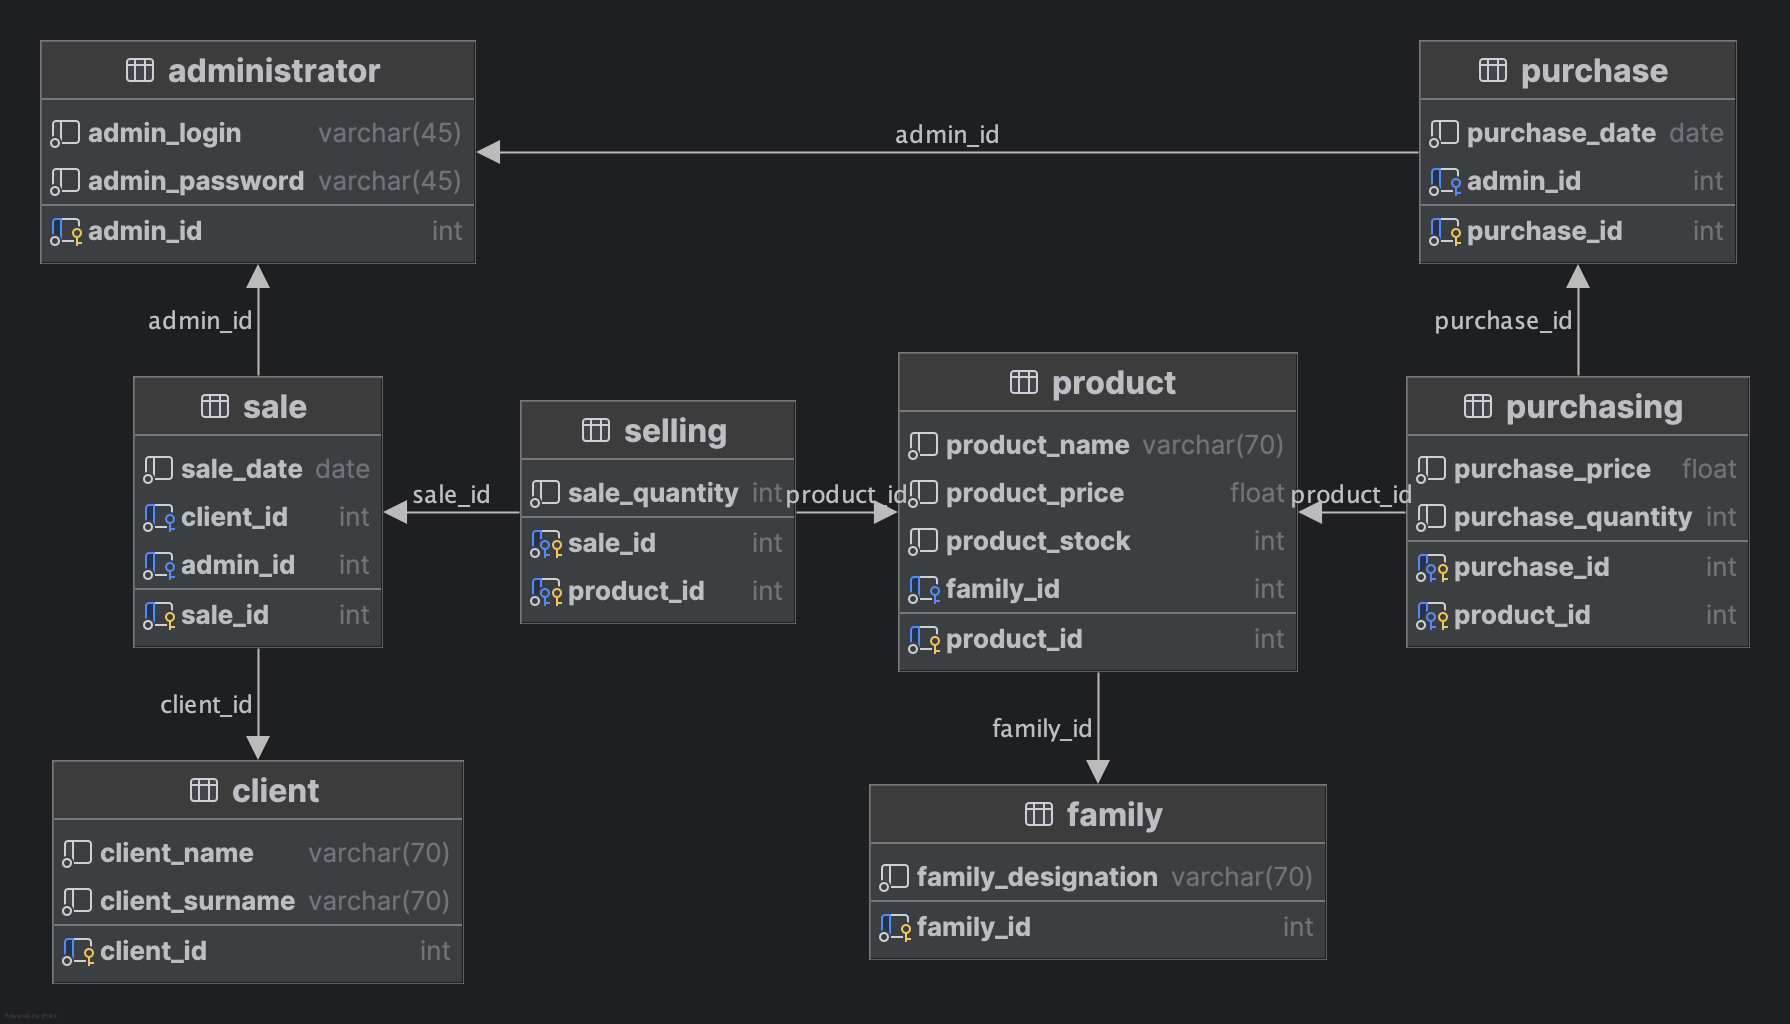 administrator
admin_login varchar(45)
admin_password varchar(45)
admin_id int
admin_id
purchase
purchase_date date
admin_id int
purchase_id int
admin_id
purchase_id
sale
sale_date date
client_id int
admin_id int
sale_id int
sale_id
selling
sale_quantity int
sale_id int
product_id int
product_id
product
product_name varchar(70)
product_price float
product_stock int
family_id int
product_id int
product_id
purchasing
purchase_price float
purchase_quantity int
purchase_id int
product_id int
client_id
family_id
client
client_name varchar(70)
client_surname varchar(70)
client_id int
family
family_designation varchar(70)
family_id int
Powered by yFiles